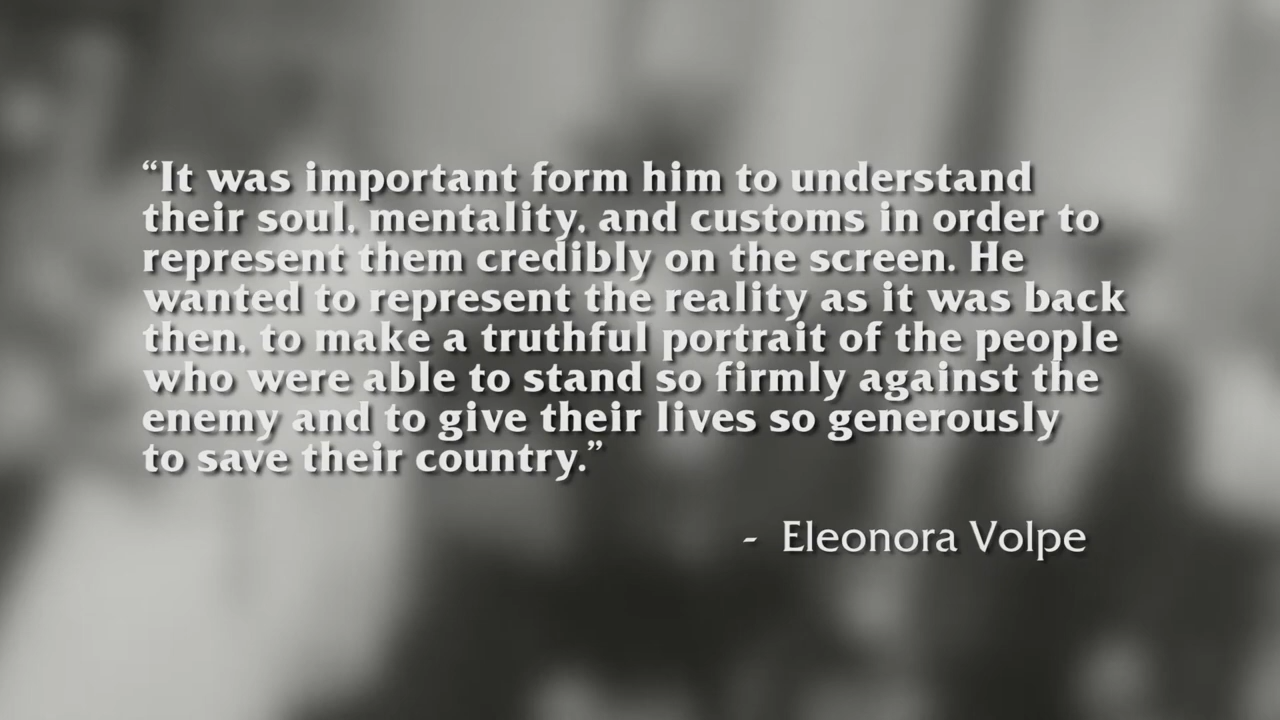 “It was important form him to understand
their soul, mentality, and customs in order to
represent them credibly on the screen. He
wanted to represent the reality as it was back
then, to make a truthful portrait of the people
who were able to stand so firmly against the
enemy and to give their lives so generously
to save their country.”
- Eleonora Volpe